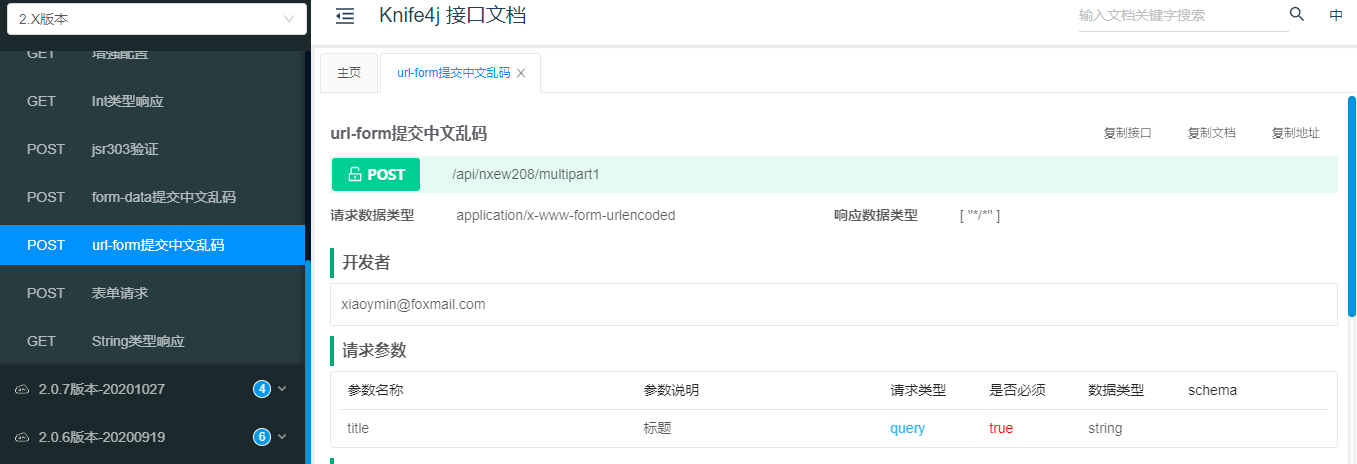 2.X版本
GET 增强配置
GET Int类型响应
POST jsr303验证
POST form-data提交中文乱码
POST url-form提交中文乱码
POST 表单请求
GET String类型响应
2.0.7版本-20201027 4
2.0.6版本-20200919 6
Knife4j 接口文档
输入文档关键字搜索
中
主页
url-form提交中文乱码
url-form提交中文乱码
复制接口 复制文档 复制地址
POST /api/nxew208/multipart1
请求数据类型 application/x-www-form-urlencoded 响应数据类型 [ "*/*" ]
开发者
xiaoymin@foxmail.com
请求参数
参数名称 参数说明 请求类型 是否必须 数据类型 schema
title 标题 query true string